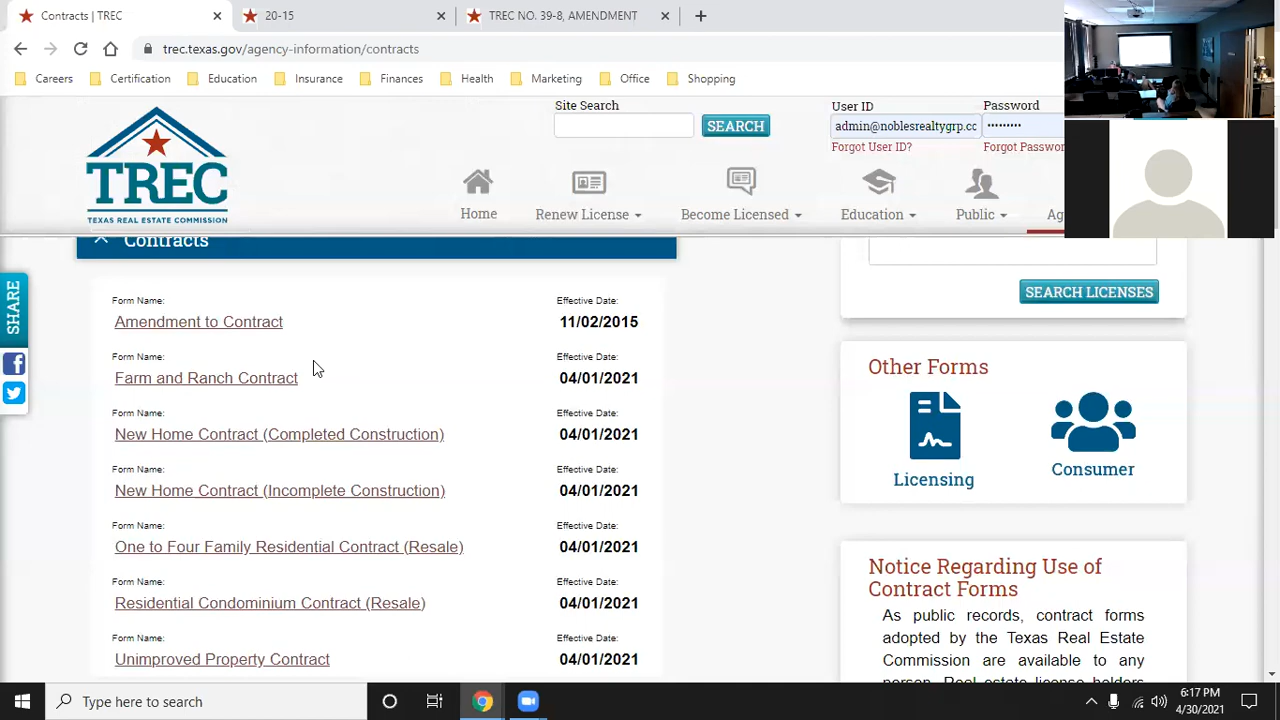 Contracts | TREC
20-15
TREC NO. 39-8, AMENDMENT
trec.texas.gov/agency-information/contracts
Careers
Certification
Education
Insurance
Finances
Health
Marketing
Office
Shopping
TREC
TEXAS REAL ESTATE COMMISSION
Site Search
SEARCH
User ID
Password
admin@noblesrealtygrp.cc
•••••••••
Forgot User ID?
Forgot Passwor
Home
Renew License
Become Licensed
Education
Public
Ag
SHARE
Contracts
Form Name:
Effective Date:
Amendment to Contract
11/02/2015
Form Name:
Effective Date:
Farm and Ranch Contract
04/01/2021
Form Name:
Effective Date:
New Home Contract (Completed Construction)
04/01/2021
Form Name:
Effective Date:
New Home Contract (Incomplete Construction)
04/01/2021
Form Name:
Effective Date:
One to Four Family Residential Contract (Resale)
04/01/2021
Form Name:
Effective Date:
Residential Condominium Contract (Resale)
04/01/2021
Form Name:
Effective Date:
Unimproved Property Contract
04/01/2021
SEARCH LICENSES
Other Forms
Licensing
Consumer
Notice Regarding Use of
Contract Forms
As public records, contract forms
adopted by the Texas Real Estate
Commission are available to any
person. Real estate license holders
Type here to search
6:17 PM
4/30/2021